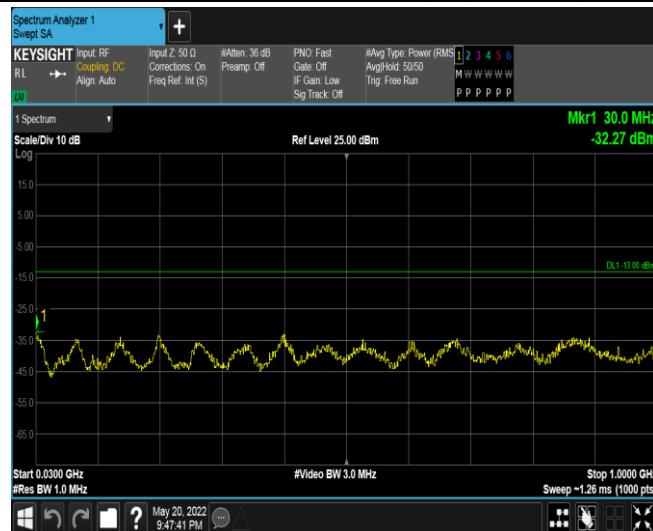 Spectrum Analyzer 1
Swept SA
+
KEYSIGHT Input: RF Input Z: 50 Ω #Atten: 36 dB PNO: Fast #Avg Type: Power (RMS 1 2 3 4 5 6
RL Coupling: DC Corrections: On Preamp: Off Gate: Off Avg|Hold: 50/50 M W W W W W
Align: Auto Freq Ref: Int (S) IF Gain: Low Trig: Free Run
Sig Track: Off P P P P P P
1 Spectrum Mkr1 30.0 MHz
Scale/Div 10 dB Ref Level 25.00 dBm -32.27 dBm
Log
15.0
5.00
-5.00
DL1 -13.00 dBm
-15.0
-25.0
1
-35.0
-45.0
-55.0
-65.0
Start 0.0300 GHz #Video BW 3.0 MHz Stop 1.0000 GHz
#Res BW 1.0 MHz Sweep ~1.26 ms (1000 pts)
? May 20, 2022
9:47:41 PM